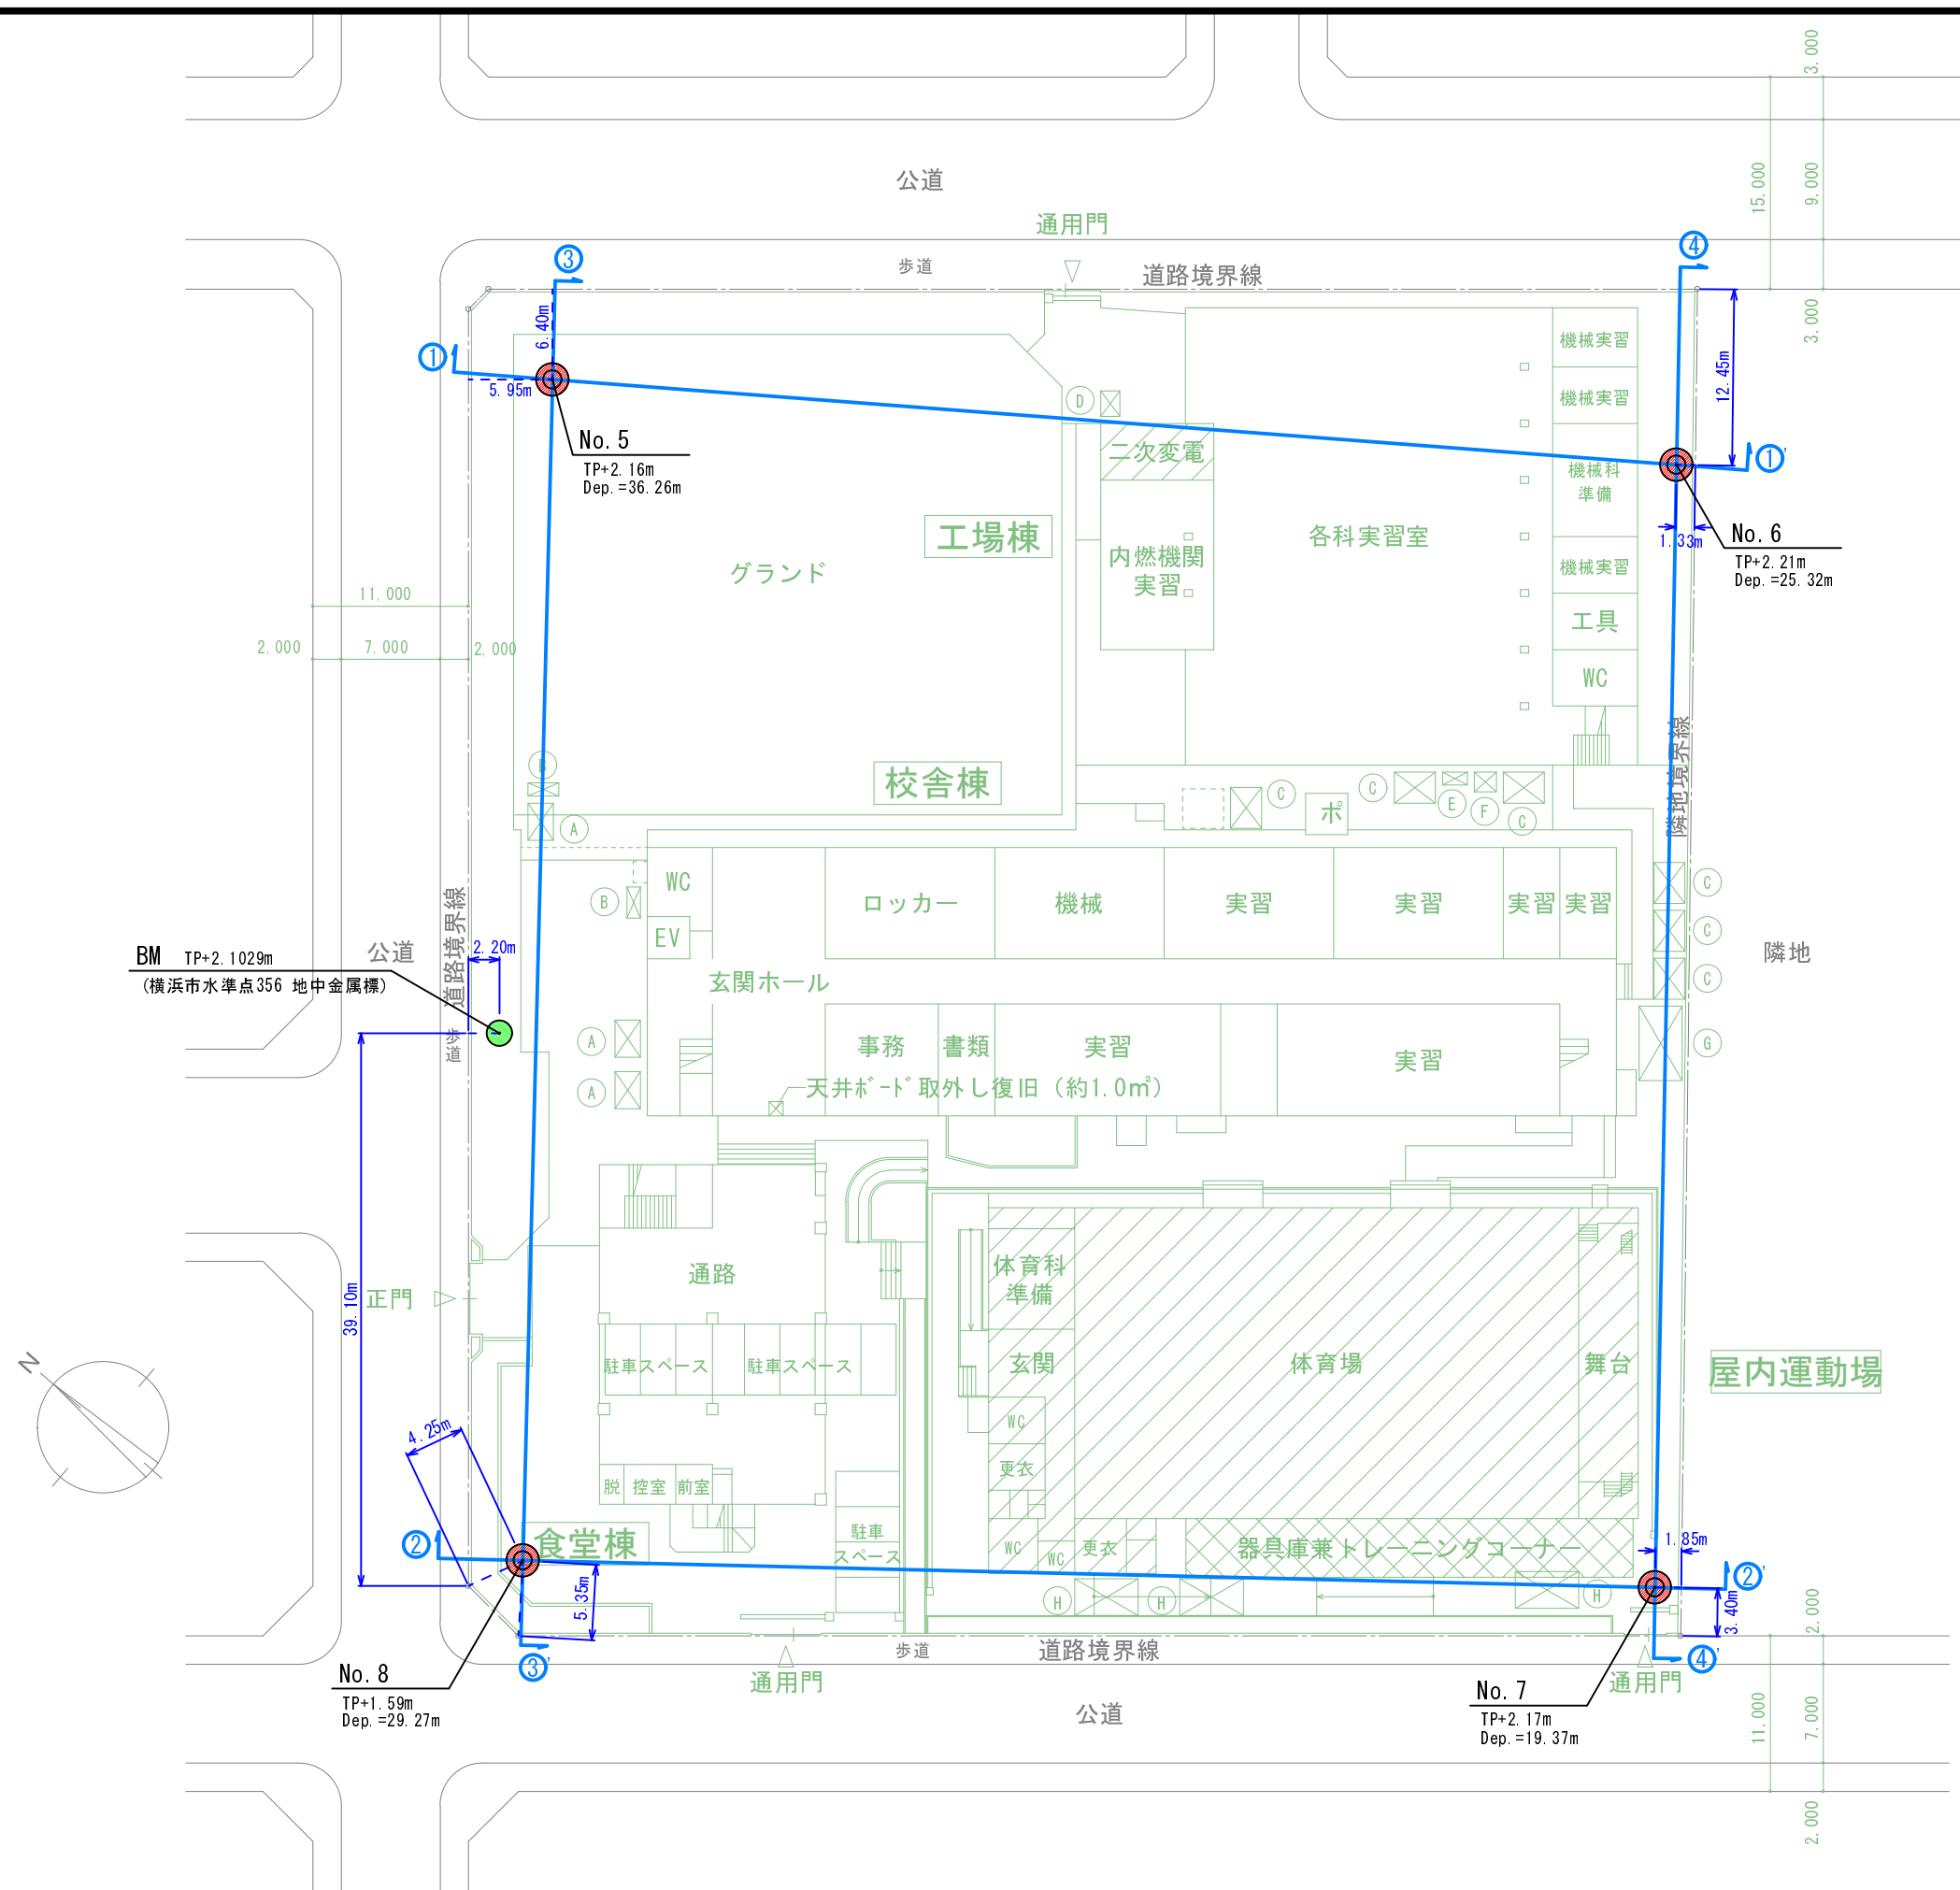 3,000
公道
15,000
9,000
通用門
③
④
歩道
道路境界線
6.40m
3,000
①
機械実習
12.45m
5.95m
D
機械実習
No.5
TP+2.16m
Dep.=36.26m
二次変電
①'
機械科
準備
工場棟
各科実習室
1.33m
No.6
TP+2.21m
Dep.=25.32m
グランド
内燃機関
実習
機械実習
11,000
工具
2,000
7,000
2,000
WC
隣地境界線
B
校舎棟
C
C
ポ
E
F
C
A
WC
ロッカー
機械
実習
実習
実習
実習
C
B
道路境界線
EV
C
BM TP+2.1029m
(横浜市水準点356 地中金属標)
公道
2.20m
隣地
玄関ホール
C
歩道
A
事務
書類
実習
実習
G
A
天井ボード取外し復旧（約1.0㎡）
通路
体育科
準備
正門
39.10m
駐車スペース
駐車スペース
玄関
体育場
舞台
屋内運動場
N
4.25m
WC
脱
控室
前室
更衣
②
食堂棟
駐車
スペース
WC
WC
更衣
器具庫兼トレーニングコーナー
1.85m
②'
5.35m
H
H
H
3.40m
2,000
③'
歩道
道路境界線
④'
No.8
TP+1.59m
Dep.=29.27m
通用門
通用門
No.7
TP+2.17m
Dep.=19.37m
公道
11,000
7,000
2,000